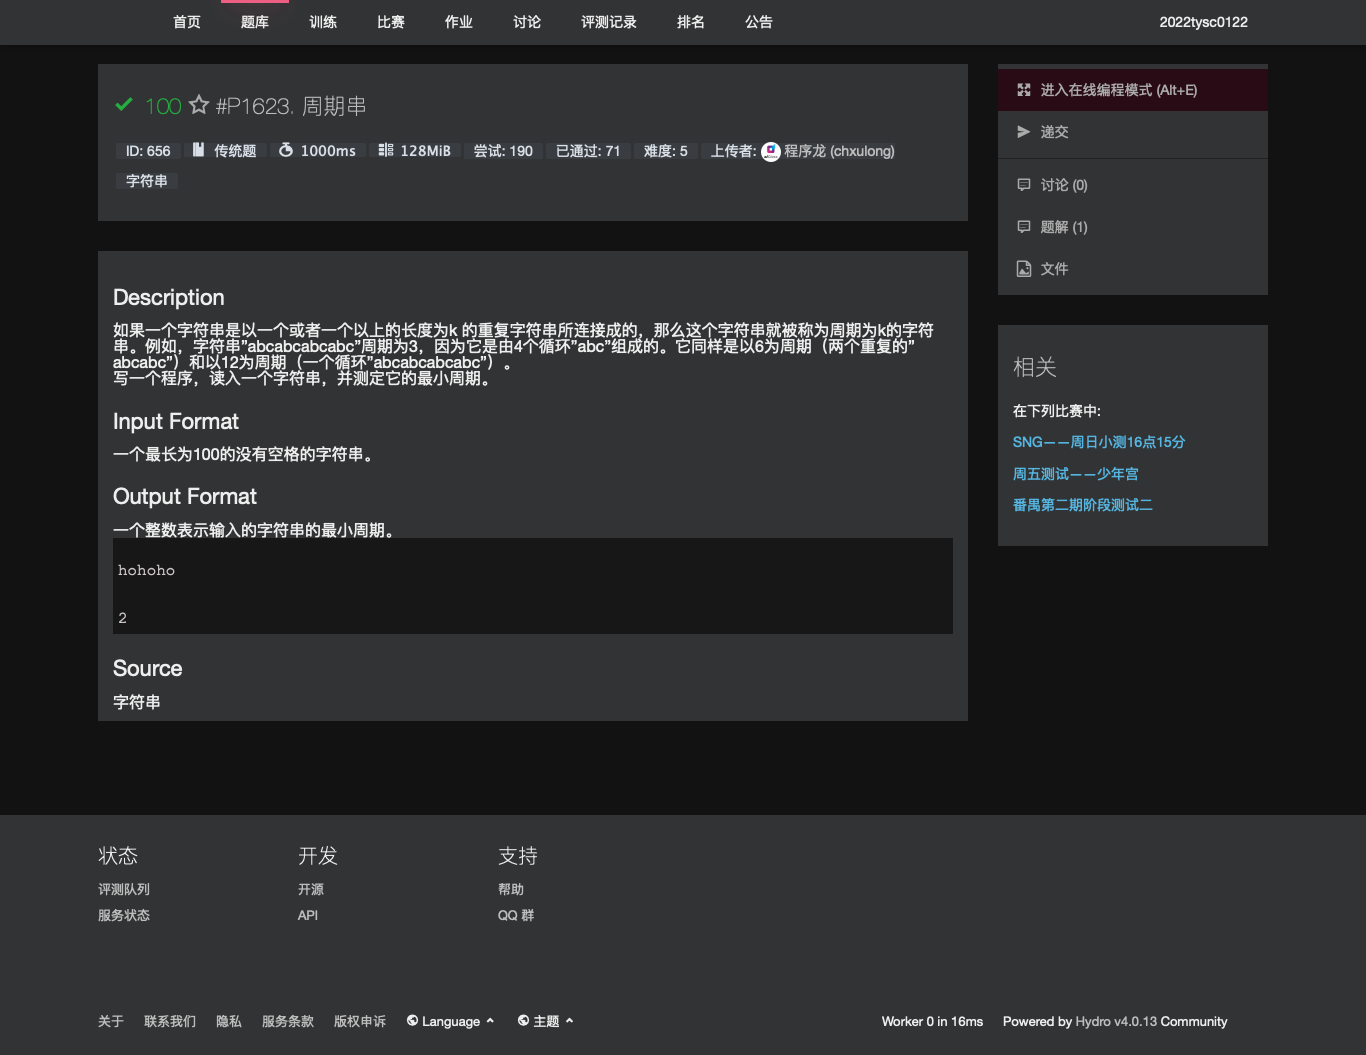 首页 题库 训练 比赛 作业 讨论 评测记录 排名 公告 2022tysc0122
100 #P1623. 周期串
ID: 656 传统题 1000ms 128MiB 尝试: 190 已通过: 71 难度: 5 上传者: 程序龙 (chxulong)
字符串
Description
如果一个字符串是以一个或者一个以上的长度为k 的重复字符串所连接成的，那么这个字符串就被称为周期为k的字符
串。例如，字符串”abcabcabcabc”周期为3，因为它是由4个循环”abc”组成的。它同样是以6为周期（两个重复的”
abcabc”）和以12为周期（一个循环”abcabcabcabc”）。
写一个程序，读入一个字符串，并测定它的最小周期。
Input Format
一个最长为100的没有空格的字符串。
Output Format
一个整数表示输入的字符串的最小周期。
hohoho
2
Source
字符串
进入在线编程模式 (Alt+E)
递交
讨论 (0)
题解 (1)
文件
相关
在下列比赛中:
SNG——周日小测16点15分
周五测试——少年宫
番禺第二期阶段测试二
状态 开发 支持
评测队列 开源 帮助
服务状态 API QQ 群
关于 联系我们 隐私 服务条款 版权申诉 Language 主题 Worker 0 in 16ms Powered by Hydro v4.0.13 Community